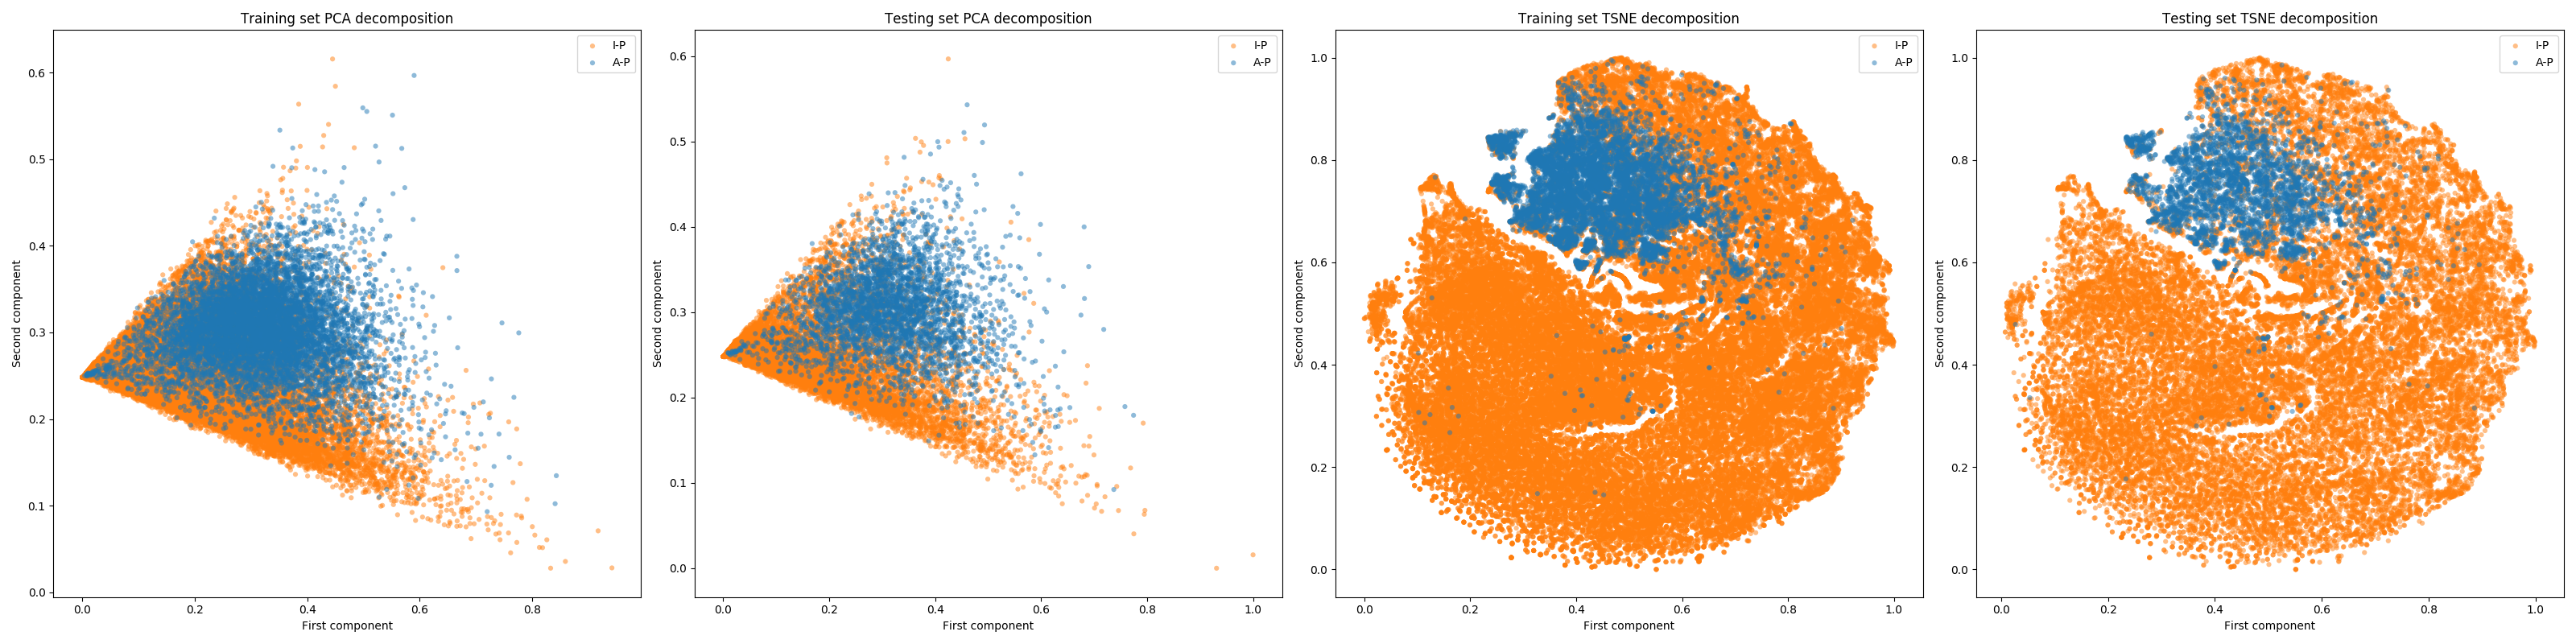 Training set PCA decomposition
I-P
A-P
0.6
0.5
0.4
0.3
0.2
0.1
0.0
Second component
0.0 0.2 0.4 0.6 0.8
First component
Testing set PCA decomposition
I-P
A-P
0.6
0.5
0.4
0.3
0.2
0.1
0.0
Second component
0.0 0.2 0.4 0.6 0.8 1.0
First component
Training set TSNE decomposition
I-P
A-P
1.0
0.8
0.6
0.4
0.2
0.0
Second component
0.0 0.2 0.4 0.6 0.8 1.0
First component
Testing set TSNE decomposition
I-P
A-P
1.0
0.8
0.6
0.4
0.2
0.0
Second component
0.0 0.2 0.4 0.6 0.8 1.0
First component